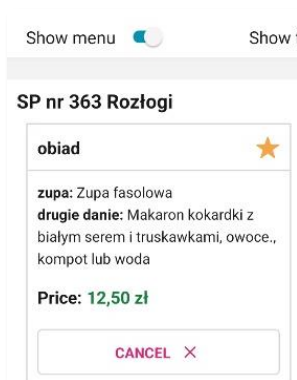 Show menu
Show
SP nr 363 Rozłogi
obiad
zupa: Zupa fasolowa
drugie danie: Makaron kokardki z
białym serem i truskawkami, owoce.,
kompot lub woda
Price: 12,50 zł
CANCEL ×